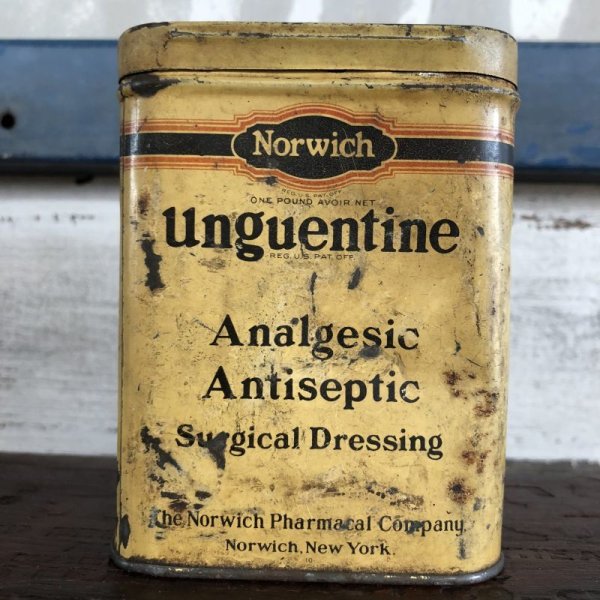 Norwich
REG. U.S. PAT. OFF.
ONE POUND AVOIR NET
Unguentine
REG. U.S. PAT. OFF.
Analgesic
Antiseptic
Surgical Dressing
The Norwich Pharmacal Company
Norwich, New York.
10